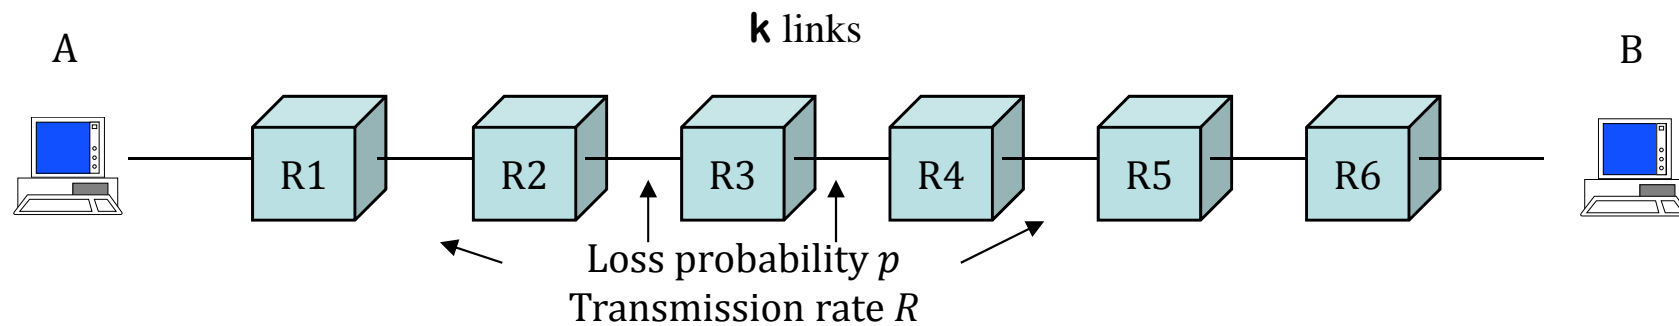 k links
A
B
R1 R2 R3 R4 R5 R6
Loss probability p
Transmission rate R